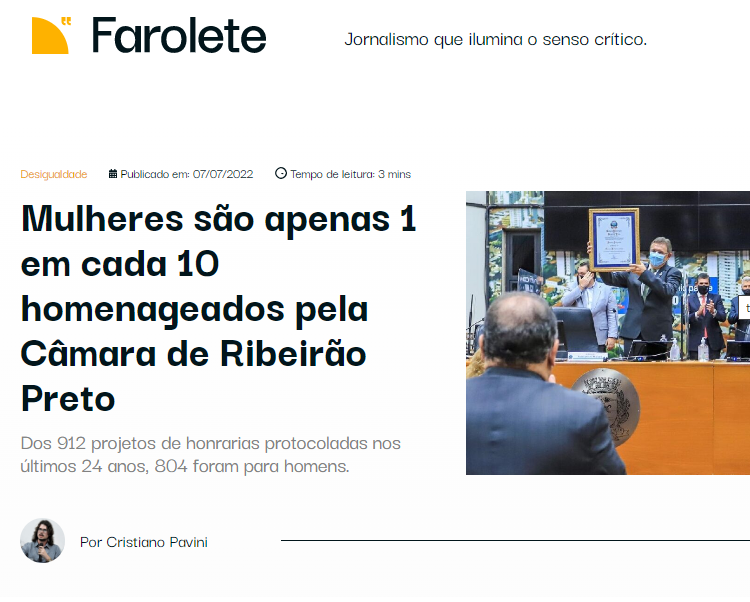 Farolete
Jornalismo que ilumina o senso crítico.
Desigualdade Publicado em: 07/07/2022 Tempo de leitura: 3 mins
Mulheres são apenas 1
em cada 10
homenageados pela
Câmara de Ribeirão
Preto
Dos 912 projetos de honrarias protocoladas nos
últimos 24 anos, 804 foram para homens.
Por Cristiano Pavini